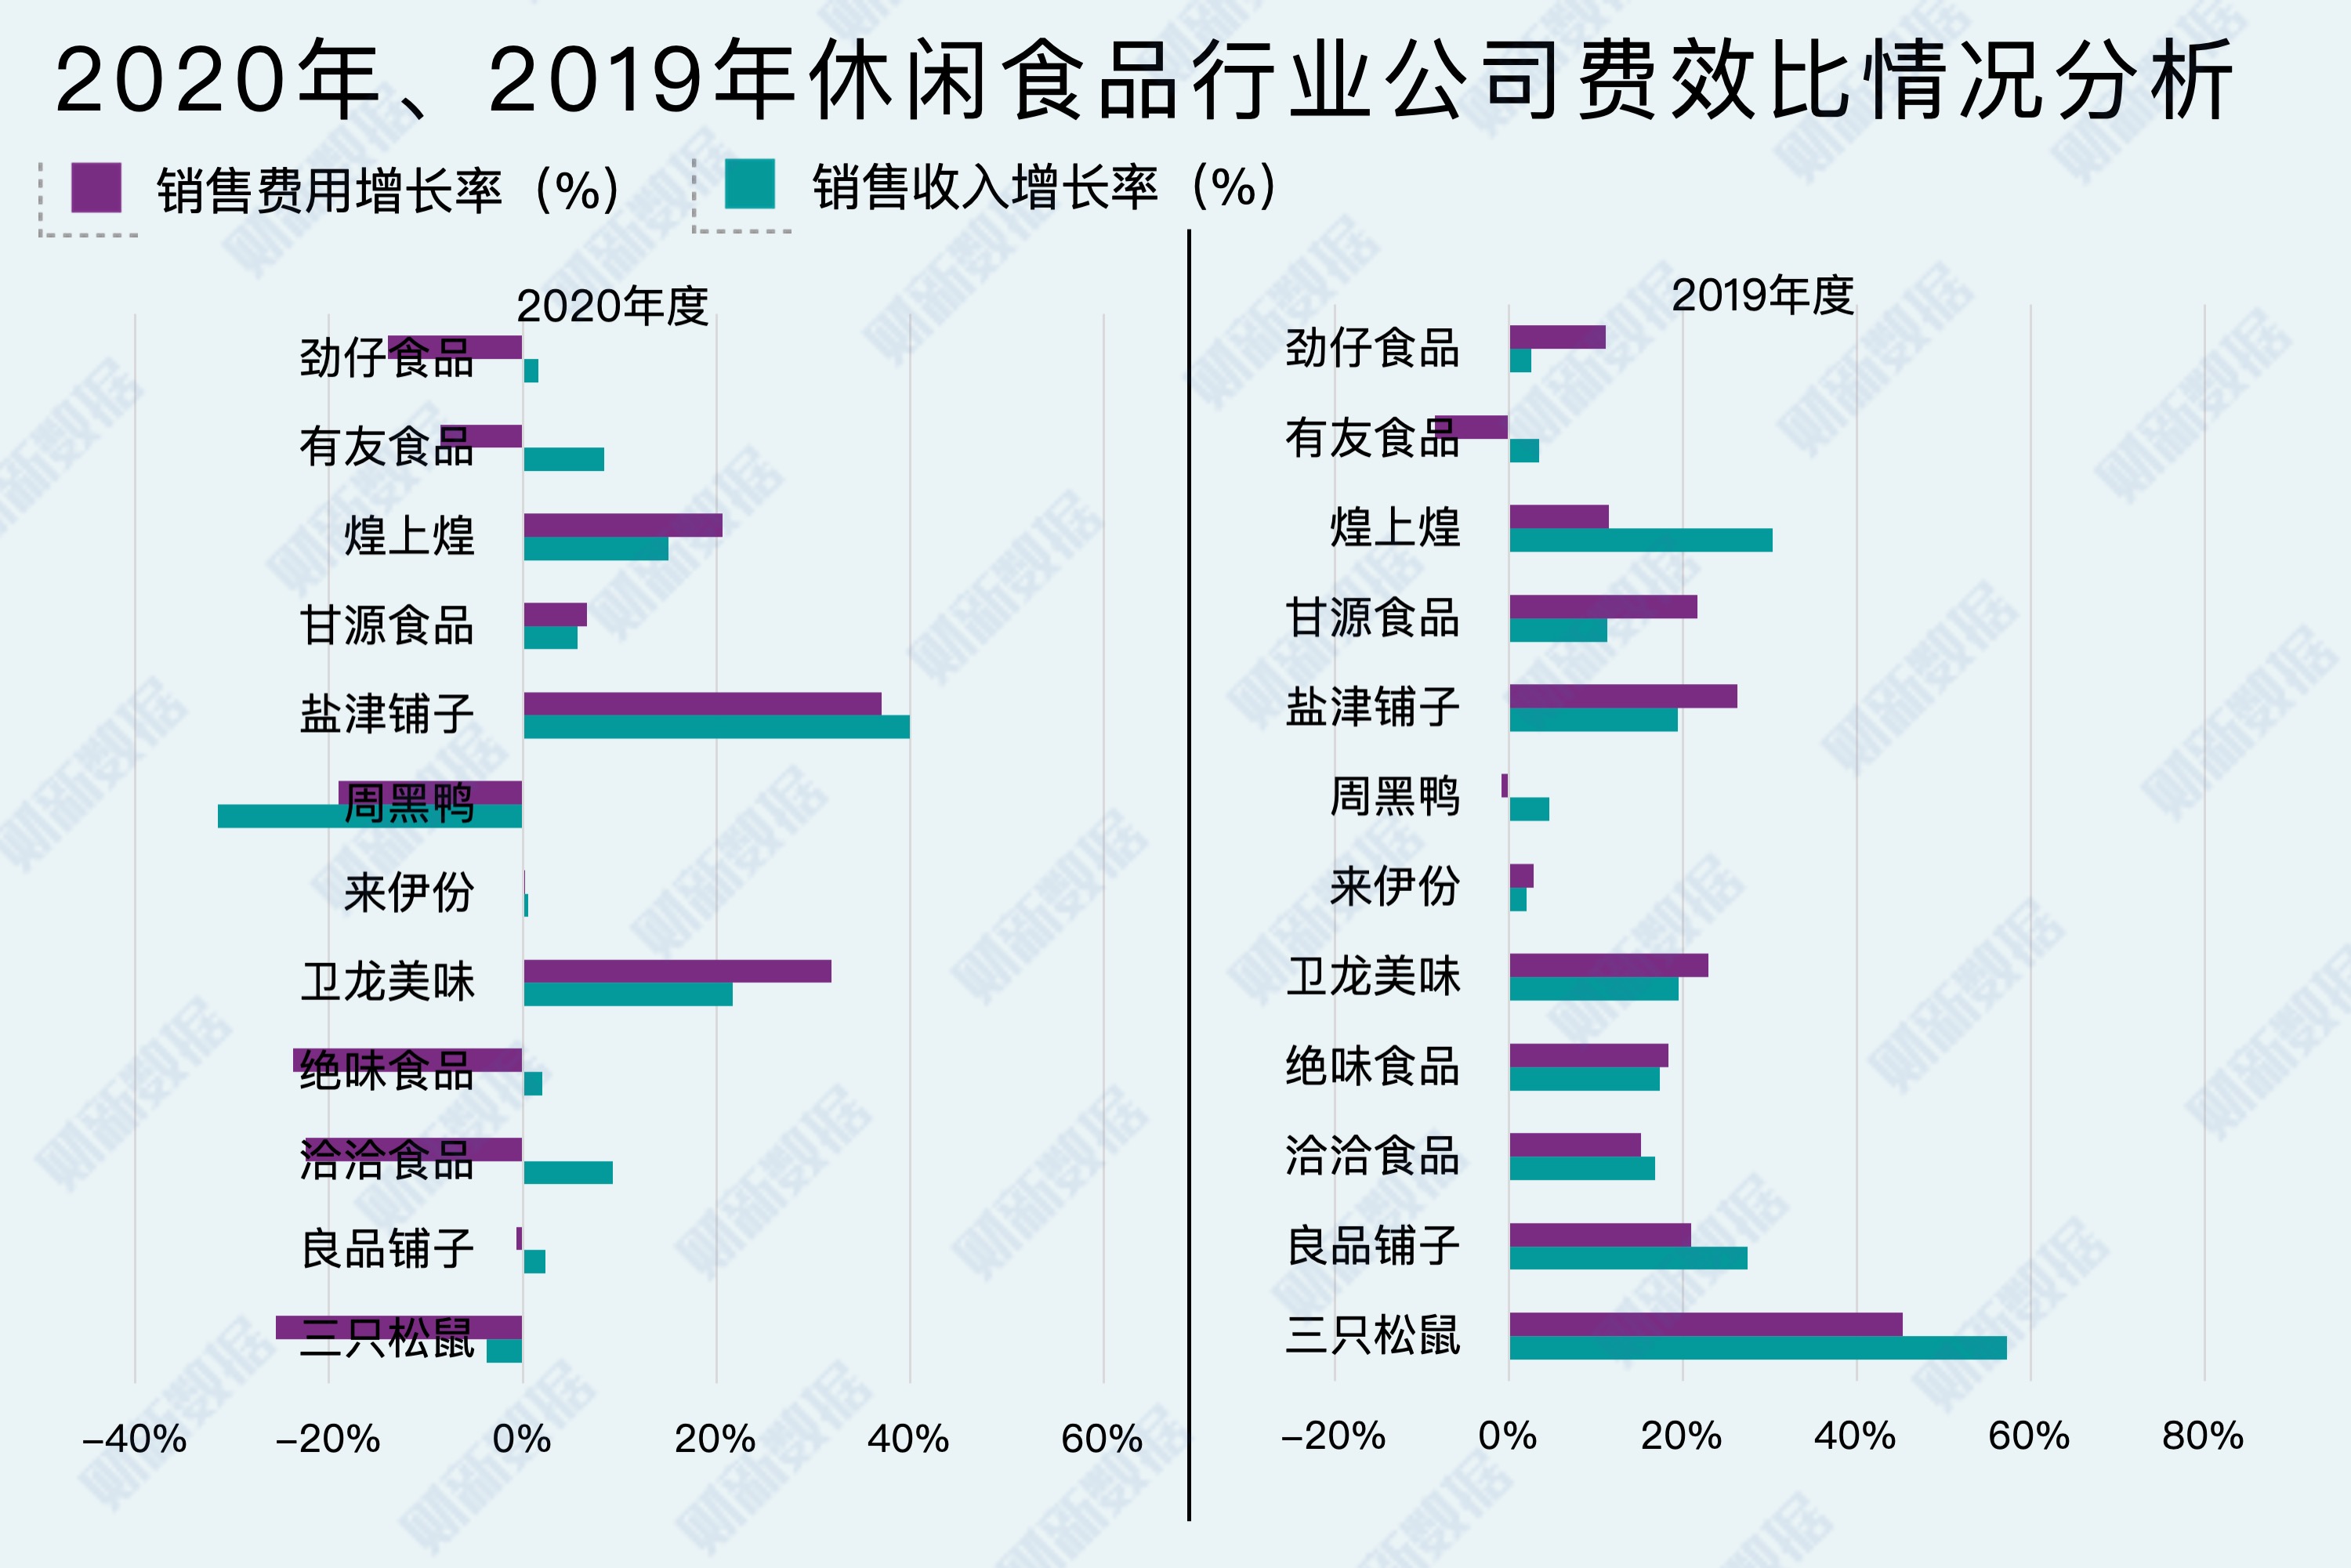 2020年、2019年休闲食品行业公司费效比情况分析
销售费用增长率（%） 销售收入增长率（%）
2020年度
劲仔食品
有友食品
煌上煌
甘源食品
盐津铺子
周黑鸭
来伊份
卫龙美味
绝味食品
洽洽食品
良品铺子
三只松鼠
-40% -20% 0% 20% 40% 60%
2019年度
劲仔食品
有友食品
煌上煌
甘源食品
盐津铺子
周黑鸭
来伊份
卫龙美味
绝味食品
洽洽食品
良品铺子
三只松鼠
-20% 0% 20% 40% 60% 80%
财新数据